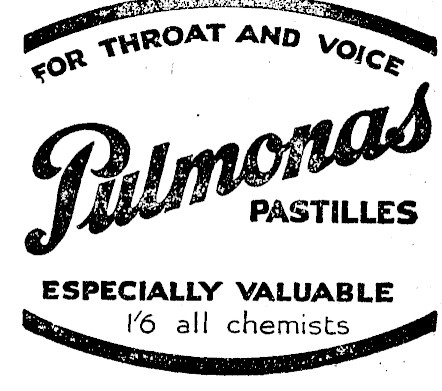 FOR THROAT AND VOICE
Pulmonas
PASTILLES
ESPECIALLY VALUABLE
1'6 all chemists